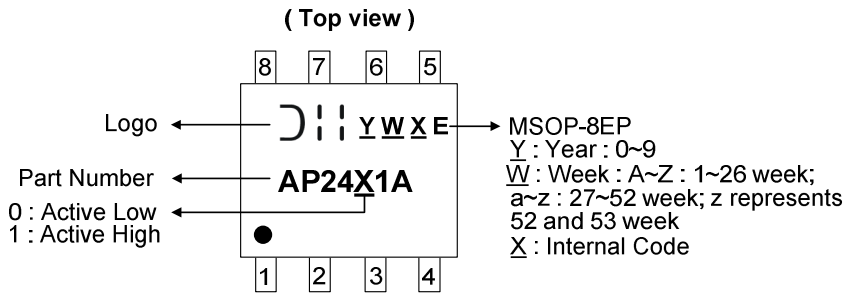 ( Top view )
8 7 6 5
Logo
Y W X E
MSOP-8EP
Y : Year : 0~9
W : Week : A~Z : 1~26 week;
a~z : 27~52 week; z represents
52 and 53 week
X : Internal Code
Part Number
AP24X1A
0 : Active Low
1 : Active High
1 2 3 4